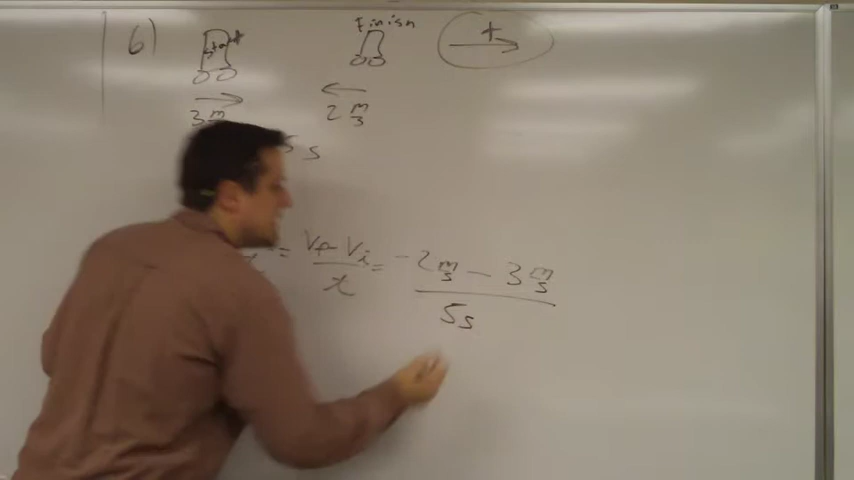 6) Start Finish +
3 m 2 m/s
5 s
= Vf - Vi / t = -2 m/s - 3 m/s / 5s